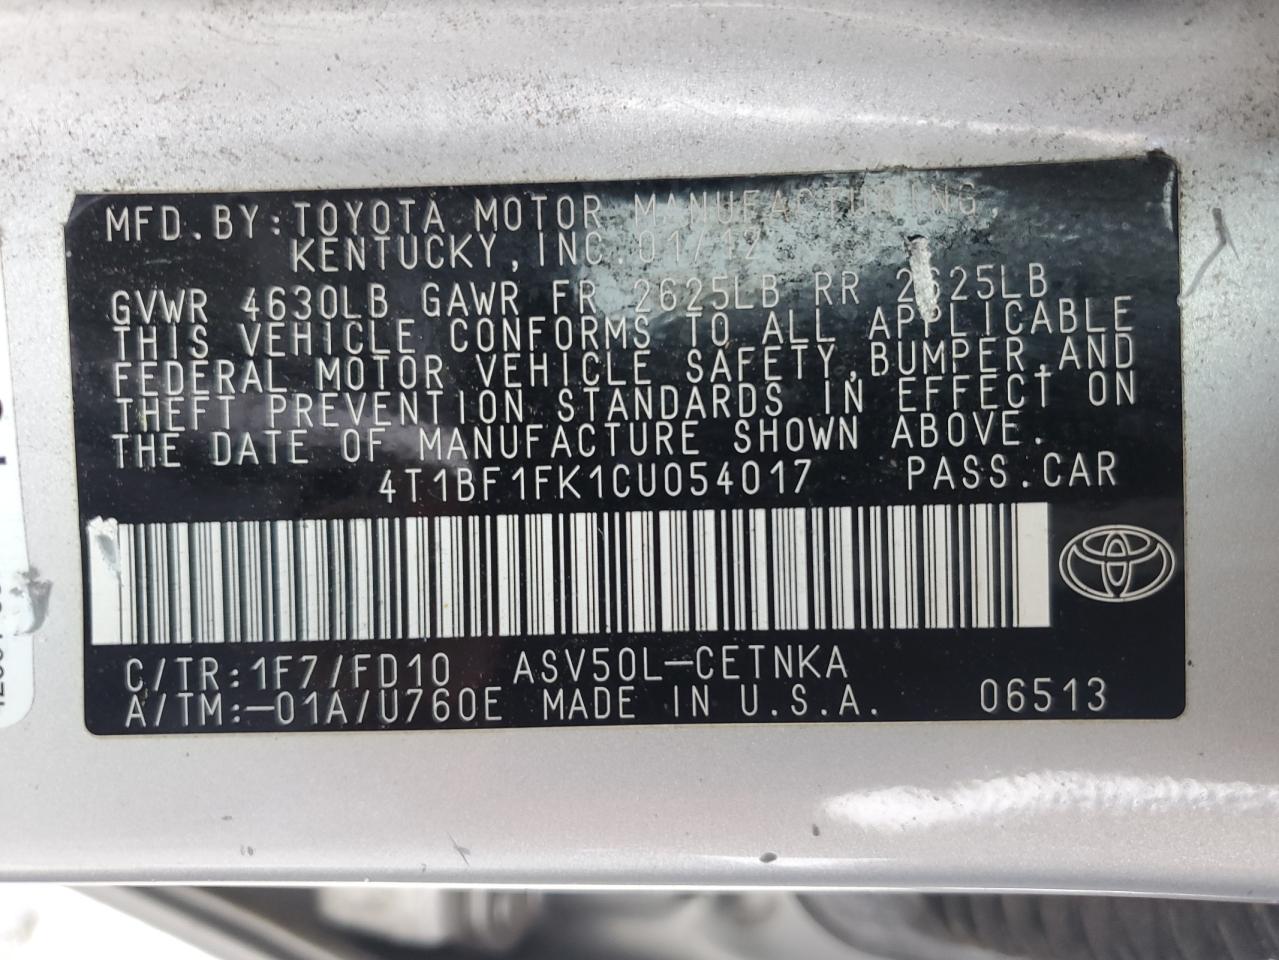 MFD.BY:TOYOTA MOTOR MANUFACTURING,
KENTUCKY,INC.01/12
GVWR 4630LB GAWR FR 2625LB RR 2625LB
THIS VEHICLE CONFORMS TO ALL APPLICABLE
FEDERAL MOTOR VEHICLE SAFETY,BUMPER,AND
THEFT PREVENTION STANDARDS IN EFFECT ON
THE DATE OF MANUFACTURE SHOWN ABOVE.
4T1BF1FK1CU054017 PASS.CAR
C/TR:1F7/FD10 ASV50L-CETNKA
A/TM:-01A/U760E MADE IN U.S.A. 06513